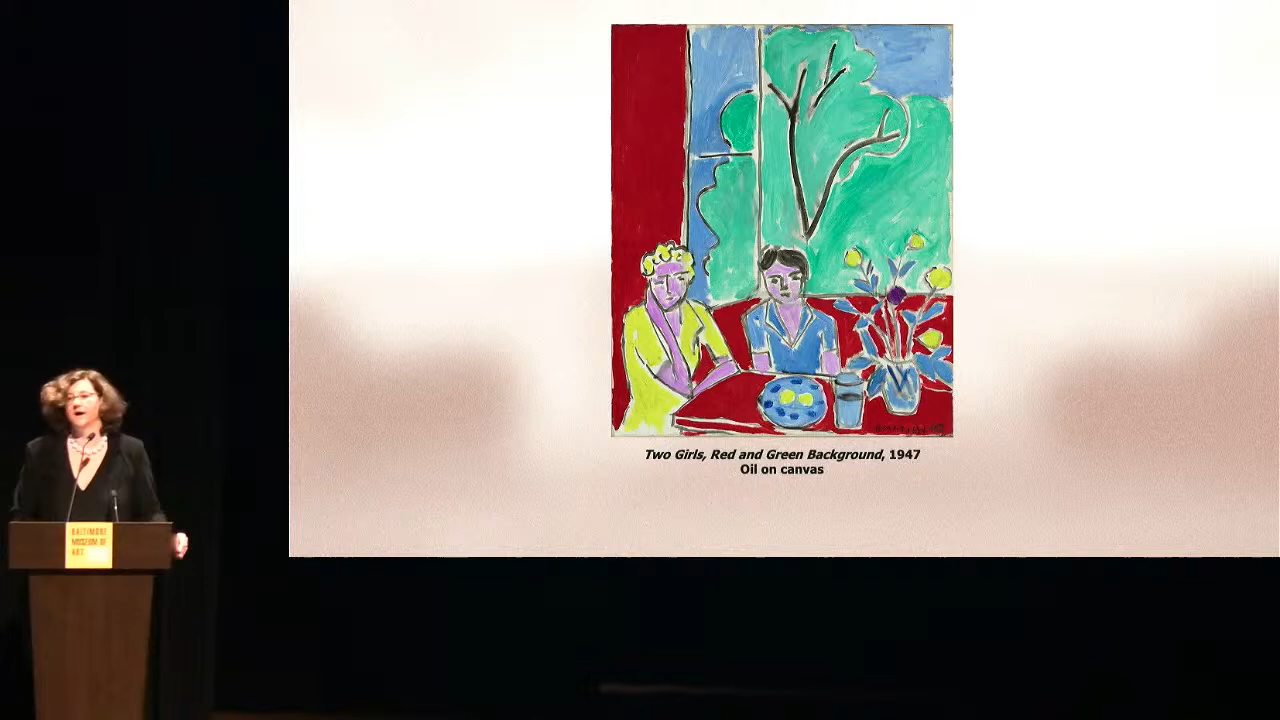 Two Girls, Red and Green Background, 1947
Oil on canvas
BALTIMORE
MUSEUM OF
ART